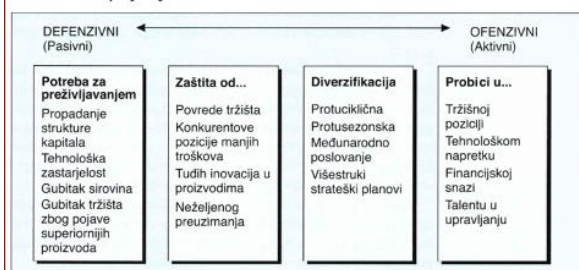 DEFENZIVNI
(Pasivni)
OFENZIVNI
(Aktivni)
Potreba za
preživljavanjem
Propadanje
strukture
kapitala
Tehnološka
zastarjelost
Gubitak sirovina
Gubitak tržišta
zbog pojave
superiornijih
proizvoda
Zaštita od...
Povrede tržišta
Konkurentove
pozicije manjih
troškova
Tuđih inovacija u
proizvodima
Neželjenog
preuzimanja
Diverzifikacija
Protuciklična
Protusezonska
Međunarodno
poslovanje
Višestruki
strateški planovi
Probici u...
Tržišnoj
poziciji
Tehnološkom
napretku
Financijskoj
snazi
Talentu u
upravljanju